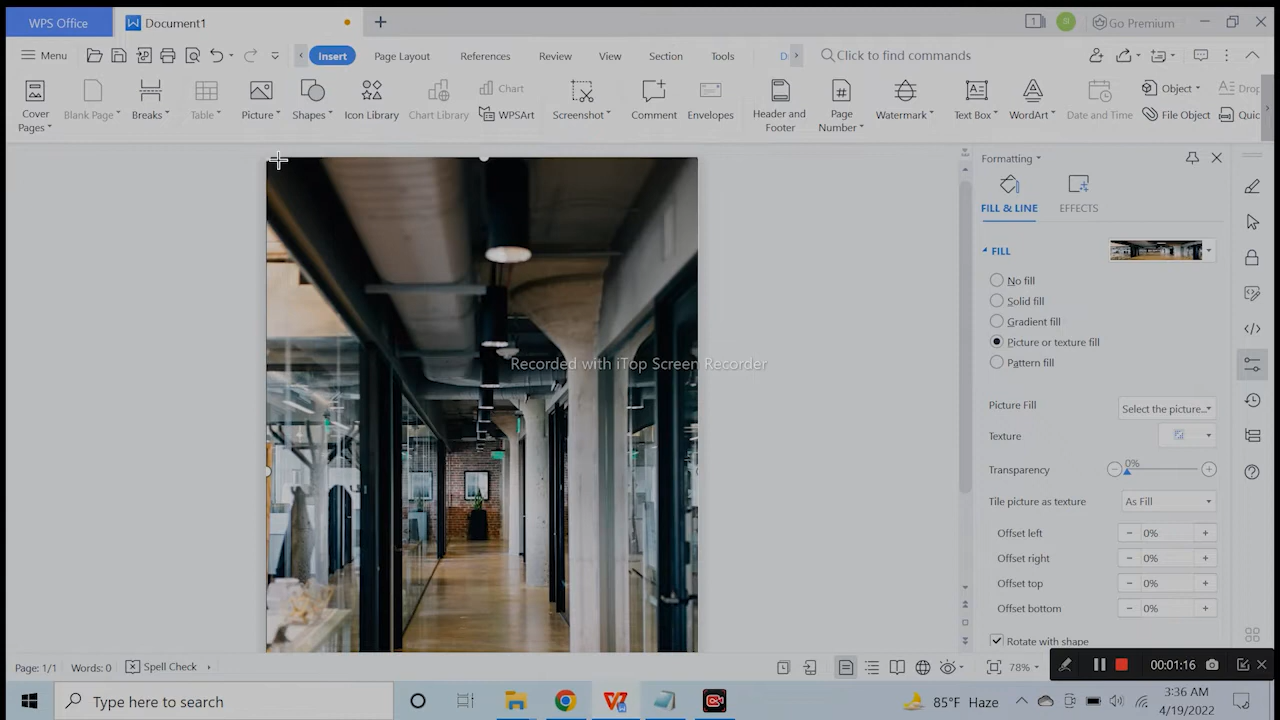 WPS Office
Document1
1
Go Premium
Menu
Insert
Page Layout
References
Review
View
Section
Tools
Click to find commands
Cover Pages
Blank Page
Breaks
Table
Picture
Shapes
Icon Library
Chart Library
Chart
WPSArt
Screenshot
Comment
Envelopes
Header and Footer
Page Number
Watermark
Text Box
WordArt
Date and Time
Object
File Object
Drop
Quic
Formatting
FILL & LINE
EFFECTS
FILL
No fill
Solid fill
Gradient fill
Picture or texture fill
Pattern fill
Picture Fill
Select the picture...
Texture
Transparency
0%
Tile picture as texture
As Fill
Offset left
0%
Offset right
0%
Offset top
0%
Offset bottom
0%
Rotate with shape
Recorded with iTop Screen Recorder
Page: 1/1
Words: 0
Spell Check
78%
00:01:16
Type here to search
85°F Haze
3:36 AM
4/19/2022